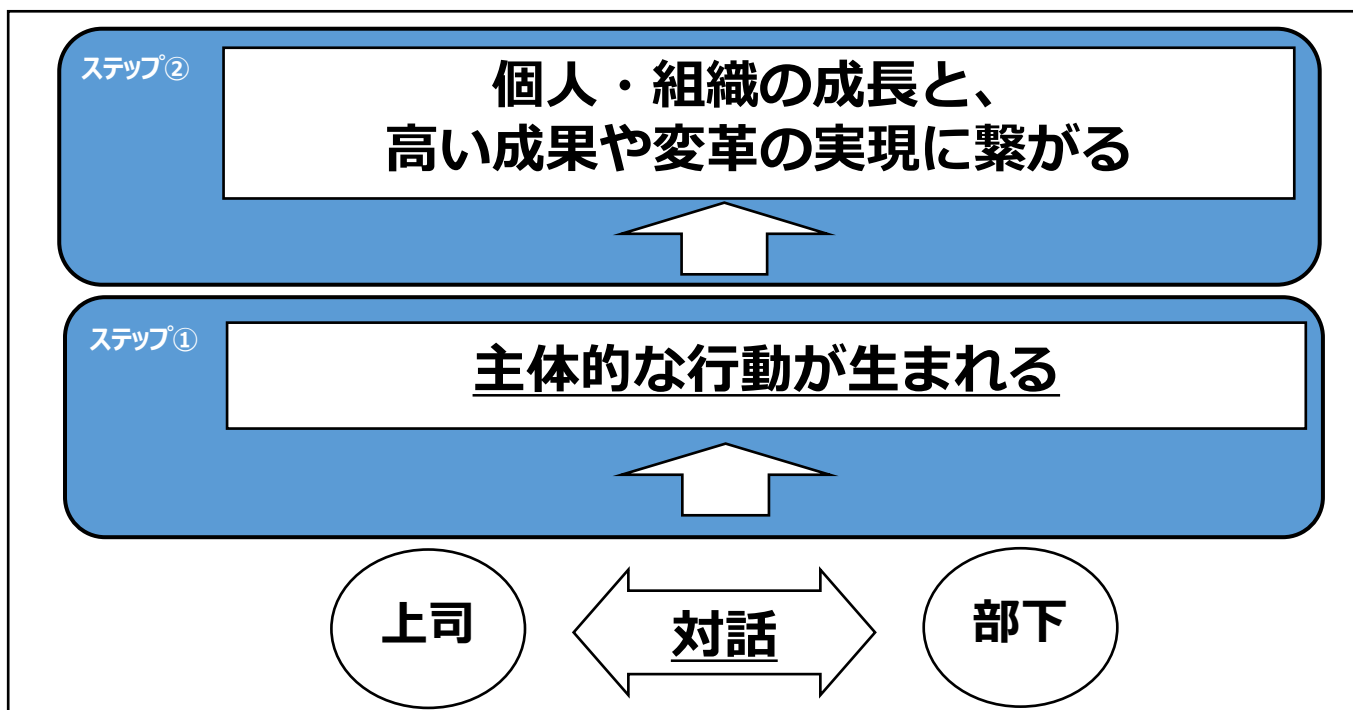 ステップ②
個人・組織の成長と、
高い成果や変革の実現に繋がる
ステップ①
主体的な行動が生まれる
上司
対話
部下